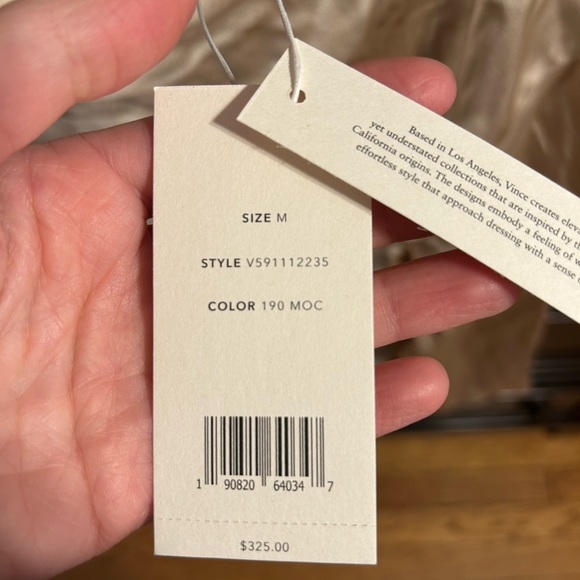 Based in Los Angeles, Vince creates
yet understated collections that are inspired by
California origins. The designs embody a feeling of
effortless style that approach dressing with a sense
SIZE M
STYLE V591112235
COLOR 190 MOC
1 90820 64034 7
$325.00